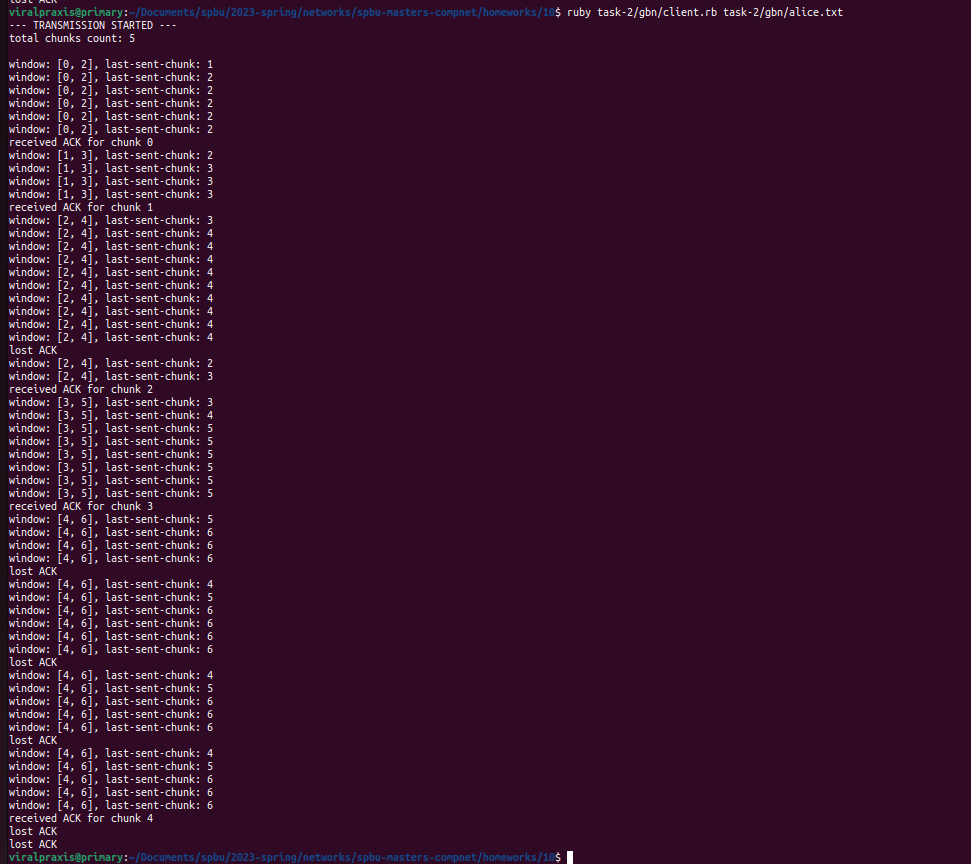 lost ACK
viralpraxis@primary:~/Documents/spbu/2023-spring/networks/spbu-masters-compnet/homeworks/10$ ruby task-2/gbn/client.rb task-2/gbn/alice.txt
--- TRANSMISSION STARTED ---
total chunks count: 5
window: [0, 2], last-sent-chunk: 1
window: [0, 2], last-sent-chunk: 2
window: [0, 2], last-sent-chunk: 2
window: [0, 2], last-sent-chunk: 2
window: [0, 2], last-sent-chunk: 2
window: [0, 2], last-sent-chunk: 2
received ACK for chunk 0
window: [1, 3], last-sent-chunk: 2
window: [1, 3], last-sent-chunk: 3
window: [1, 3], last-sent-chunk: 3
window: [1, 3], last-sent-chunk: 3
received ACK for chunk 1
window: [2, 4], last-sent-chunk: 3
window: [2, 4], last-sent-chunk: 4
window: [2, 4], last-sent-chunk: 4
window: [2, 4], last-sent-chunk: 4
window: [2, 4], last-sent-chunk: 4
window: [2, 4], last-sent-chunk: 4
window: [2, 4], last-sent-chunk: 4
window: [2, 4], last-sent-chunk: 4
window: [2, 4], last-sent-chunk: 4
window: [2, 4], last-sent-chunk: 4
lost ACK
window: [2, 4], last-sent-chunk: 2
window: [2, 4], last-sent-chunk: 3
received ACK for chunk 2
window: [3, 5], last-sent-chunk: 3
window: [3, 5], last-sent-chunk: 4
window: [3, 5], last-sent-chunk: 5
window: [3, 5], last-sent-chunk: 5
window: [3, 5], last-sent-chunk: 5
window: [3, 5], last-sent-chunk: 5
window: [3, 5], last-sent-chunk: 5
window: [3, 5], last-sent-chunk: 5
received ACK for chunk 3
window: [4, 6], last-sent-chunk: 5
window: [4, 6], last-sent-chunk: 6
window: [4, 6], last-sent-chunk: 6
window: [4, 6], last-sent-chunk: 6
lost ACK
window: [4, 6], last-sent-chunk: 4
window: [4, 6], last-sent-chunk: 5
window: [4, 6], last-sent-chunk: 6
window: [4, 6], last-sent-chunk: 6
window: [4, 6], last-sent-chunk: 6
window: [4, 6], last-sent-chunk: 6
lost ACK
window: [4, 6], last-sent-chunk: 4
window: [4, 6], last-sent-chunk: 5
window: [4, 6], last-sent-chunk: 6
window: [4, 6], last-sent-chunk: 6
window: [4, 6], last-sent-chunk: 6
lost ACK
window: [4, 6], last-sent-chunk: 4
window: [4, 6], last-sent-chunk: 5
window: [4, 6], last-sent-chunk: 6
window: [4, 6], last-sent-chunk: 6
window: [4, 6], last-sent-chunk: 6
received ACK for chunk 4
lost ACK
lost ACK
viralpraxis@primary:~/Documents/spbu/2023-spring/networks/spbu-masters-compnet/homeworks/10$